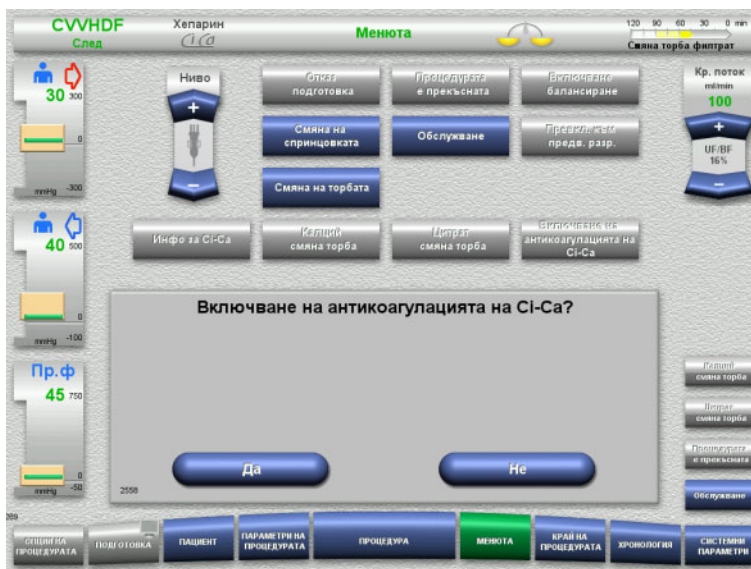 CVVHDF
След
Хепарин
Ci Ca
Менюта
120 90 60 30 0 min
Смяна торба филтрат
30 300
0
mmHg -300
40 500
0
mmHg -100
Пр.ф
45 750
0
mmHg -50
Ниво
+
−
Отказ
подготовка
Процедурата
е прекъсната
Включване
балансиране
Смяна на
спринцовката
Обслужване
Превкл. към
предв. разр.
Смяна на торбата
Инфо за Ci-Ca
Калций
смяна торба
Цитрат
смяна торба
Включване на
антикоагулацията на
Ci-Ca
Кр. поток
ml/min
100
+
UF/BF
16%
−
Включване на антикоагулацията на Ci-Ca?
Да
Не
2558
Калций
смяна торба
Цитрат
смяна торба
Процедурата
е прекъсната
Обслужване
ОПЦИИ НА
ПРОЦЕДУРАТА
ПОДГОТОВКА
ПАЦИЕНТ
ПАРАМЕТРИ НА
ПРОЦЕДУРАТА
ПРОЦЕДУРА
МЕНЮТА
КРАЙ НА
ПРОЦЕДУРАТА
ХРОНОЛОГИЯ
СИСТЕМНИ
ПАРАМЕТРИ